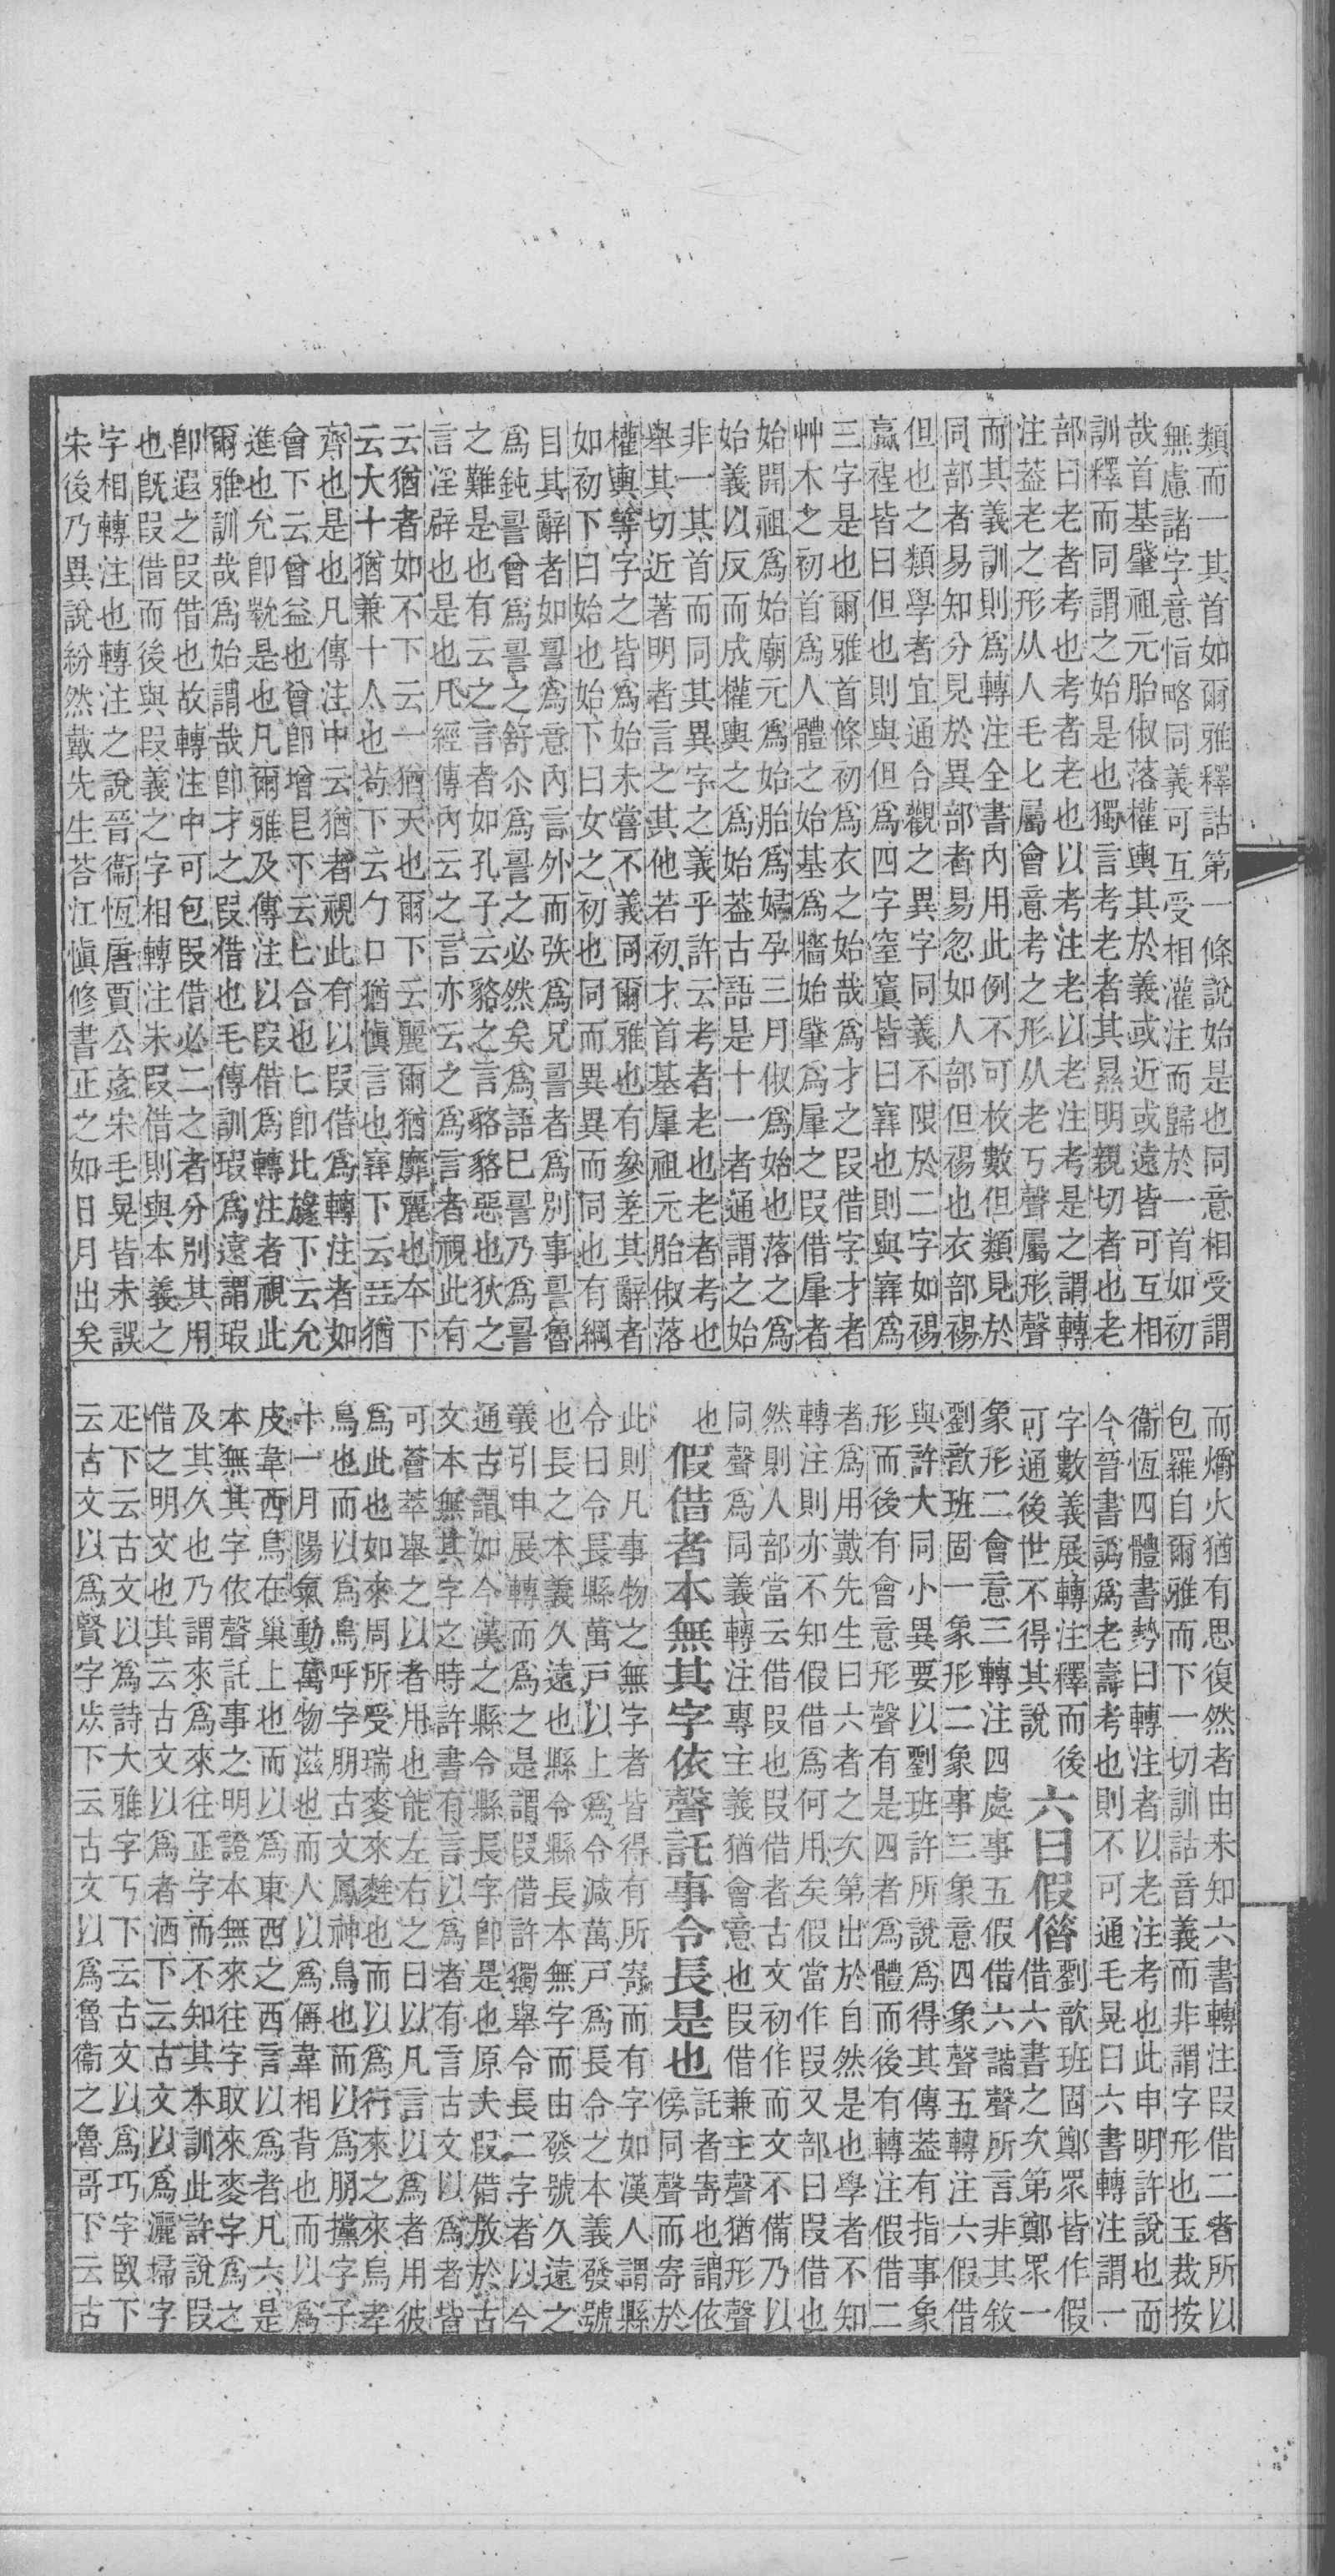 類而一其首如爾雅釋詁第一條說始是也同意相受謂
無慮諸字意恉略同義可互受相灌注而歸於一首如初
哉首基肇祖元胎俶落權輿其於義或近或遠皆可互相
訓釋而同謂之始是也獨言考老者其㬎明親切者也老
部曰老者考也考者老也以考注老以老注考是之謂轉
注葢老之形从人毛匕屬會意考之形从老丂聲屬形聲
而其義訓則爲轉注全書內用此例不可枚數但類見於
同部者易知分見於異部者易忽如人部但裼也衣部裼
但也之類學者宜通合觀之異字同義不限於二字如裼
臝裎皆曰但也則與但爲四字窒窴皆曰𡫳也則與𡫳爲
三字是也爾雅首條初爲衣之始哉爲才之叚借字才者
艸木之初首爲人體之始基爲牆始肇爲肁之叚借肁者
始開祖爲始廟元爲始胎爲婦孕三月俶爲始也落之爲
始義以反而成權輿之爲始葢古語是十一者通謂之始
非一其首而同其異字之義乎許云考者老也老者考也
舉其切近著明者言之其他若初才首基肁祖元胎俶落
權輿等字之皆爲始未嘗不義同爾雅也有參差其辭者
如初下曰始也始下曰女之初也同而異異而同也有綱
目其辭者如䛐爲意內言外而矤爲兄䛐者爲別事䛐魯
爲鈍䛐曾爲䛐之舒尒爲䛐之必然矣爲語已䛐乃爲䛐
之難是也有云之言者如孔子云貉之言貉貉惡也狄之
言淫辟也是也凡經傳內云之言亦云之爲言者視此有
云猶者如不下云一猶天也爾下云麗爾猶靡麗也夲下
云大十猶兼十人也苟下云勹口猶愼言也𡫳下云㠭猶
齊也是也凡傳注中云猶者視此有以叚借爲轉注者如
會下云曾益也曾卽增皀下云匕合也匕卽比旞下云允
進也允卽㽙是也凡爾雅及傳注以叚借爲轉注者視此
爾雅訓哉爲始謂哉卽才之叚借也毛傳訓瑕爲遠謂瑕
卽遐之叚借也故轉注中可包叚借必二之者分別其用
也旣叚借而後與叚義之字相轉注未叚借則與本義之
字相轉注也轉注之說晉衞恆唐賈公彥宋毛晃皆未誤
宋後乃異說紛然戴先生荅江愼修書正之如日月出矣
而爝火猶有思復然者由未知六書轉注叚借二者所以
包羅自爾雅而下一切訓詁音義而非謂字形也玉裁按
衞恆四體書勢曰轉注者以老注考也此申明許說也而
今晉書譌爲老壽考也則不可通毛晃曰六書轉注謂一
字數義展轉注釋而後可通後世不得其說
六曰假借
劉歆班固鄭眾皆作假借六書之次第鄭眾一
象形二會意三轉注四處事五假借六諧聲所言非其敘
劉歆班固一象形二象事三象意四象聲五轉注六假借
與許大同小異要以劉班許所說爲得其傳葢有指事象
形而後有會意形聲有是四者爲體而後有轉注假借二
者爲用戴先生曰六者之次第出於自然是也學者不知
轉注則亦不知假借爲何用矣假當作叚又部曰叚借也
然則人部當云借叚也叚借者古文初作而文不備乃以
同聲爲同義轉注專主義猶會意也叚借兼主聲猶形聲
也
假借者本無其字依聲託事令長是也
託者寄也謂依傍同聲而寄於
此則凡事物之無字者皆得有所寄而有字如漢人謂縣
令曰令長縣萬戶以上爲令減萬戶爲長令之本義發號
也長之本義久遠也縣令縣長本無字而由發號久遠之
義引申展轉而爲之是謂叚借許獨舉令長二字者以今
通古謂如今漢之縣令縣長字卽是也原夫叚借放於古
文本無其字之時許書有言以爲者有言古文以爲者皆
可薈萃舉之以者用也能左右之曰以凡言以爲者用彼
爲此也如來周所受瑞麥來麰也而以爲行來之來烏孝
鳥也而以爲烏呼字朋古文鳳神鳥也而以爲朋攩字子
十一月陽氣動萬物滋也而人以爲偁韋相背也而以爲
皮韋西鳥在巢上也而以爲東西之西言以爲者凡六是
本無其字依聲託事之明證本無來往字取來麥字爲之
及其久也乃謂來爲來往正字而不知其本訓此許說叚
借之明文也其云古文以爲者洒下云古文以爲灑埽字
疋下云古文以爲詩大雅字丂下云古文以爲巧字臤下
云古文以爲賢字㫺下云古文以爲魯衞之魯哥下云古